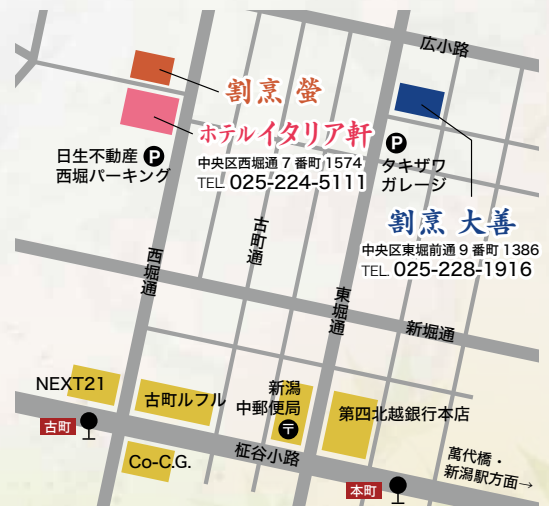 広小路
割烹 螢
ホテルイタリア軒
中央区西堀通 7 番町 1574
TEL. 025-224-5111
日生不動産 P
西堀パーキング
P
タキザワ
ガレージ
割烹 大善
中央区東堀前通 9 番町 1386
TEL. 025-228-1916
古町通
西堀通
東堀通
新堀通
NEXT21
古町ルフル
新潟
中郵便局
〒
第四北越銀行本店
古町
Co-C.G.
柾谷小路
本町
萬代橋・
新潟駅方面→